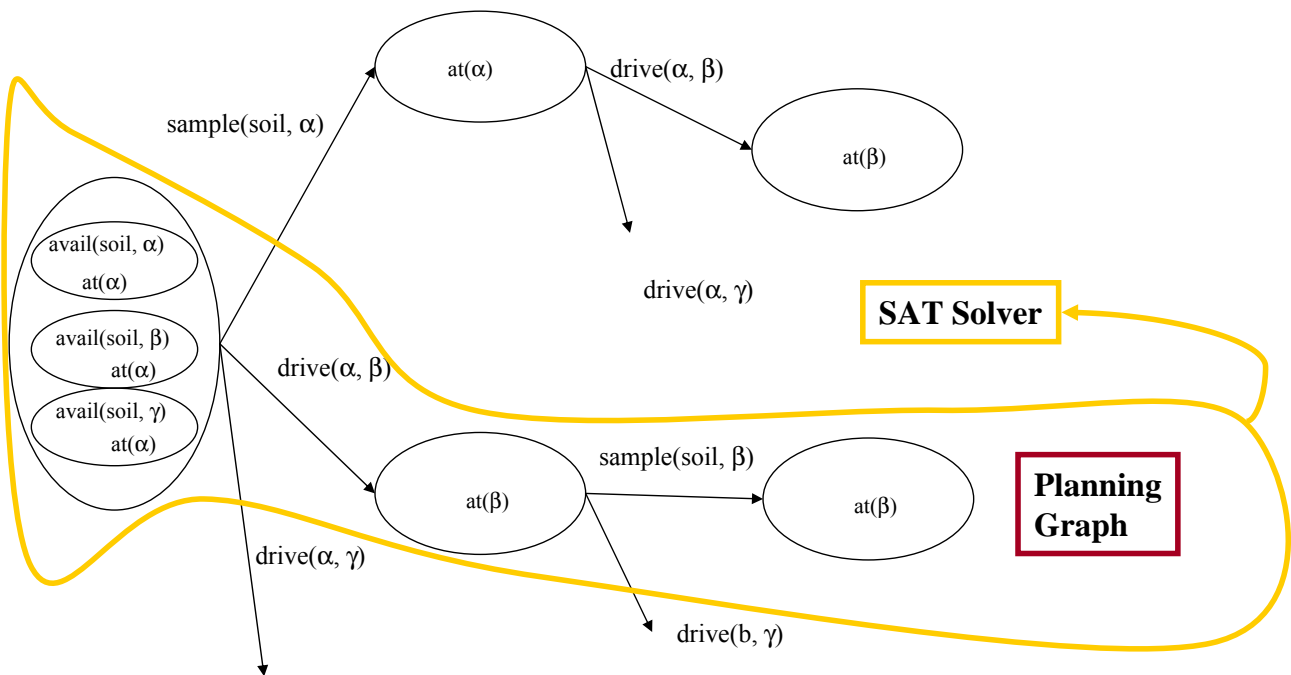 at(α)
drive(α, β)
sample(soil, α)
at(β)
avail(soil, α)
at(α)
drive(α, γ)
SAT Solver
avail(soil, β)
at(α)
drive(α, β)
avail(soil, γ)
at(α)
sample(soil, β)
at(β)
at(β)
Planning
Graph
drive(α, γ)
drive(b, γ)